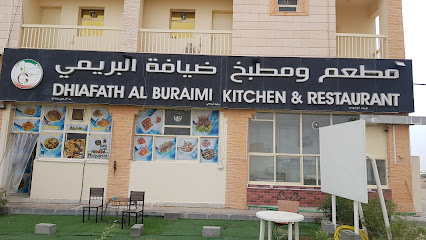 مطعم ومطبخ ضيافة البريمي
DHIAFATH AL BURAIMI KITCHEN & RESTAURANT